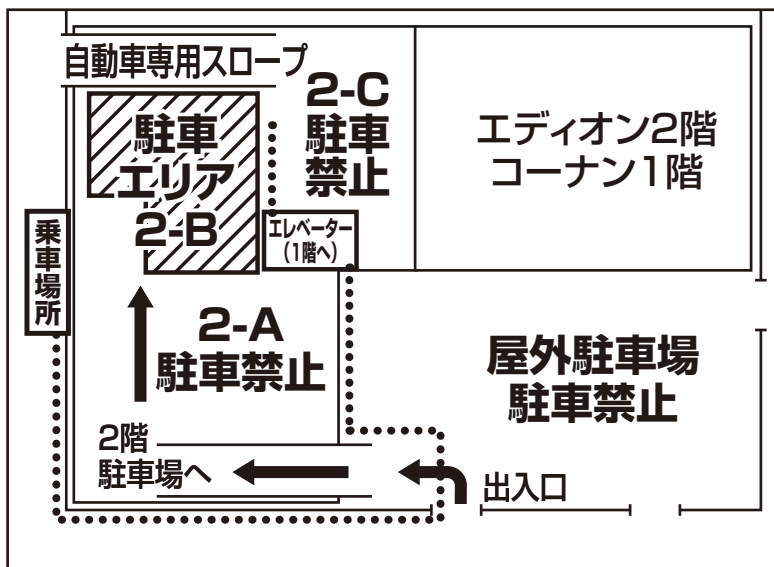 自動車専用スロープ
2-C
駐車
禁止
駐車
エリア
2-B
エディオン2階
コーナン1階
エレベーター
(1階へ)
乗車場所
2-A
駐車禁止
屋外駐車場
駐車禁止
2階
駐車場へ
出入口